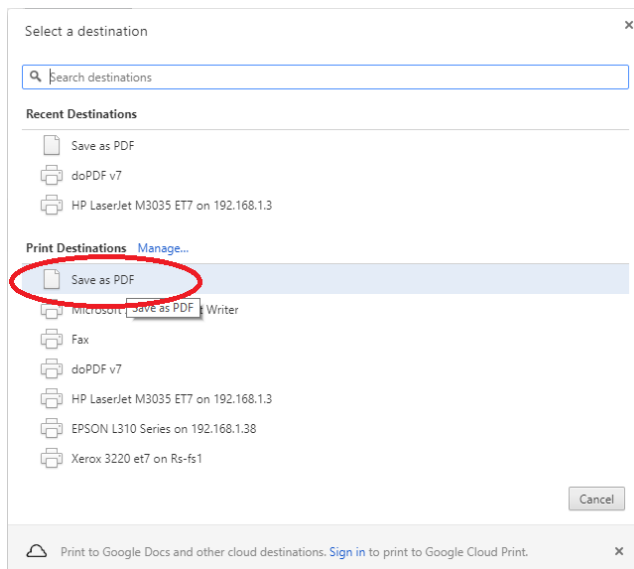 Select a destination
Search destinations
Recent Destinations
Save as PDF
doPDF v7
HP LaserJet M3035 ET7 on 192.168.1.3
Print Destinations Manage...
Save as PDF
Microsoft Save as PDF t Writer
Fax
doPDF v7
HP LaserJet M3035 ET7 on 192.168.1.3
EPSON L310 Series on 192.168.1.38
Xerox 3220 et7 on Rs-fs1
Cancel
Print to Google Docs and other cloud destinations. Sign in to print to Google Cloud Print.